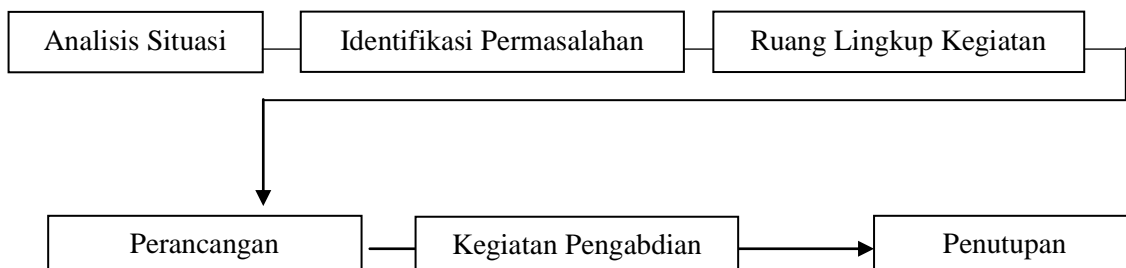 Analisis Situasi
Identifikasi Permasalahan
Ruang Lingkup Kegiatan
Perancangan
Kegiatan Pengabdian
Penutupan